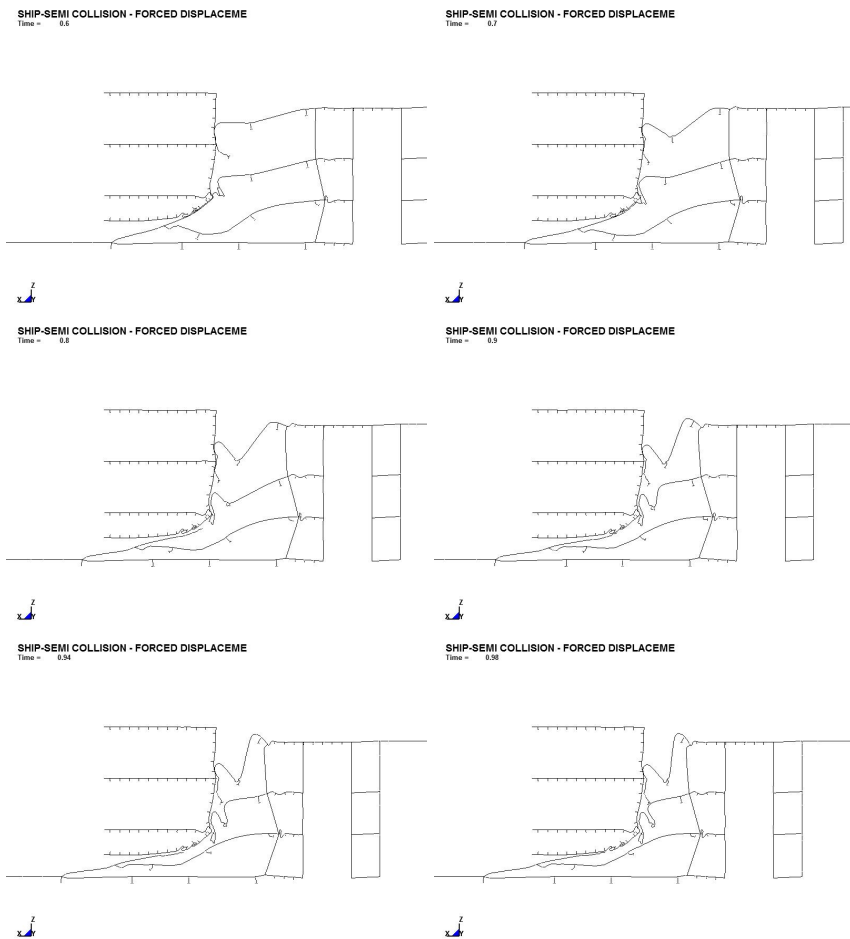 SHIP-SEMI COLLISION - FORCED DISPLACEME
Time = 0.6
Z
X Y
SHIP-SEMI COLLISION - FORCED DISPLACEME
Time = 0.7
Z
X Y
SHIP-SEMI COLLISION - FORCED DISPLACEME
Time = 0.8
Z
X Y
SHIP-SEMI COLLISION - FORCED DISPLACEME
Time = 0.9
Z
X Y
SHIP-SEMI COLLISION - FORCED DISPLACEME
Time = 0.94
Z
X Y
SHIP-SEMI COLLISION - FORCED DISPLACEME
Time = 0.98
Z
X Y